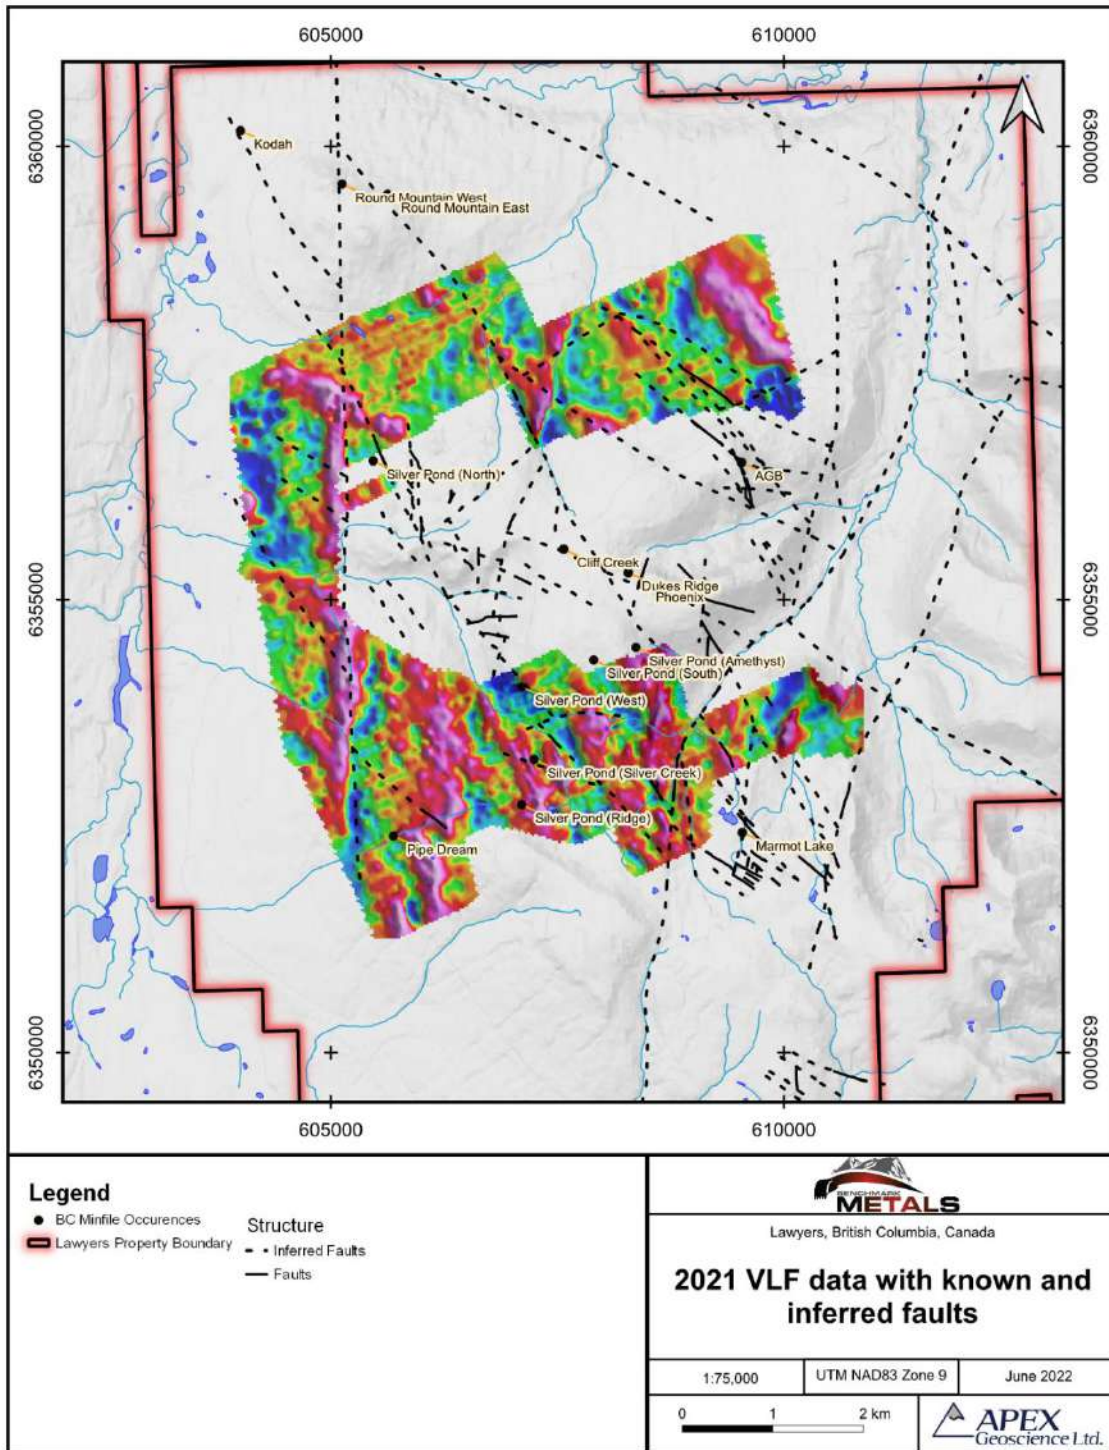 605000
610000
6360000
6360000
Kodah
Round Mountain West
Round Mountain East
Silver Pond (North)
AGB
Cliff Creek
Dukes Ridge
Phoenix
6355000
6355000
Silver Pond (Amethyst)
Silver Pond (South)
Silver Pond (West)
Silver Pond (Silver Creek)
Silver Pond (Ridge)
Pipe Dream
Marmot Lake
6350000
6350000
605000
610000
Legend
BC Minfile Occurences
Lawyers Property Boundary
Structure
Inferred Faults
Faults
BENCHMARK
METALS
Lawyers, British Columbia, Canada
2021 VLF data with known and
inferred faults
1:75,000
UTM NAD83 Zone 9
June 2022
0 1 2 km
APEX
Geoscience Ltd.